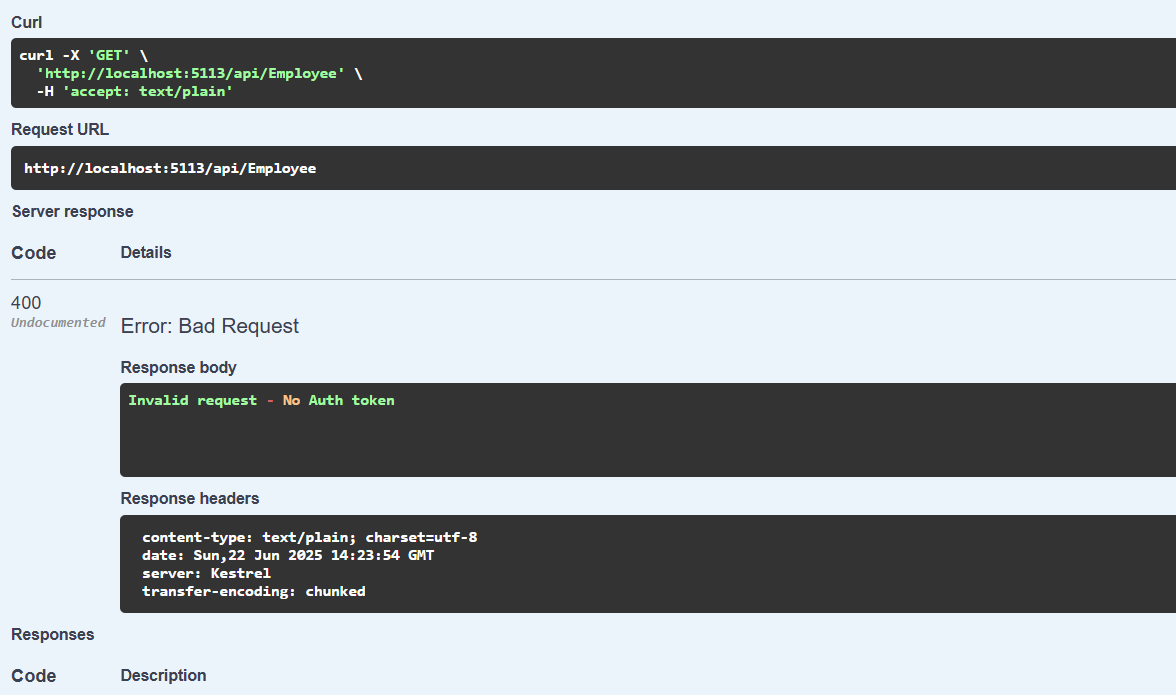 Curl
curl -X 'GET' \
'http://localhost:5113/api/Employee' \
-H 'accept: text/plain'
Request URL
http://localhost:5113/api/Employee
Server response
Code Details
400
Undocumented
Error: Bad Request
Response body
Invalid request - No Auth token
Response headers
content-type: text/plain; charset=utf-8
date: Sun,22 Jun 2025 14:23:54 GMT
server: Kestrel
transfer-encoding: chunked
Responses
Code Description